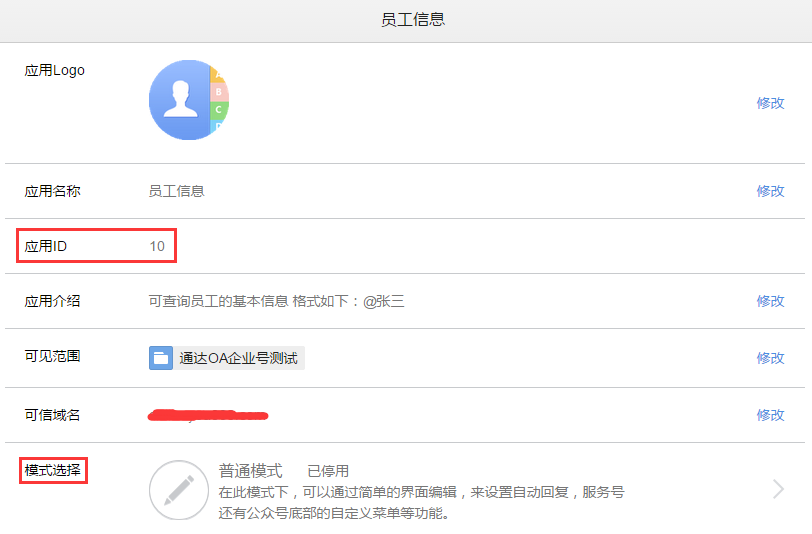 员工信息
应用Logo
B
C
修改
应用名称 员工信息 修改
应用ID 10
应用介绍 可查询员工的基本信息 格式如下：@张三 修改
可见范围 通达OA企业号测试 修改
可信域名 修改
模式选择 普通模式 已停用
在此模式下，可以通过简单的界面编辑，来设置自动回复，服务号
还有公众号底部的自定义菜单等功能。